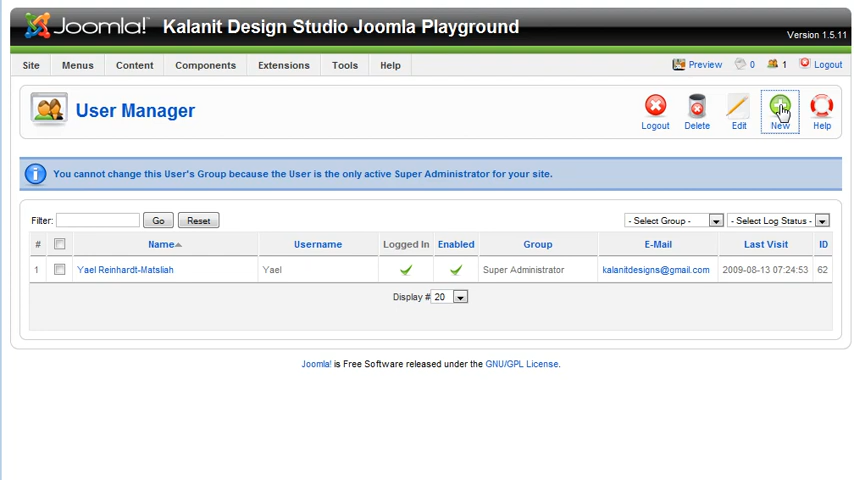 Joomla!™ Kalanit Design Studio Joomla Playground
Version 1.5.11
Site Menus Content Components Extensions Tools Help Preview 0 1 Logout
User Manager
Logout Delete Edit New Help
You cannot change this User's Group because the User is the only active Super Administrator for your site.
Filter: Go Reset - Select Group - - Select Log Status -
# Name Username Logged In Enabled Group E-Mail Last Visit ID
1 Yael Reinhardt-Matsliah Yael Super Administrator kalanitdesigns@gmail.com 2009-08-13 07:24:53 62
Display # 20
Joomla! is Free Software released under the GNU/GPL License.